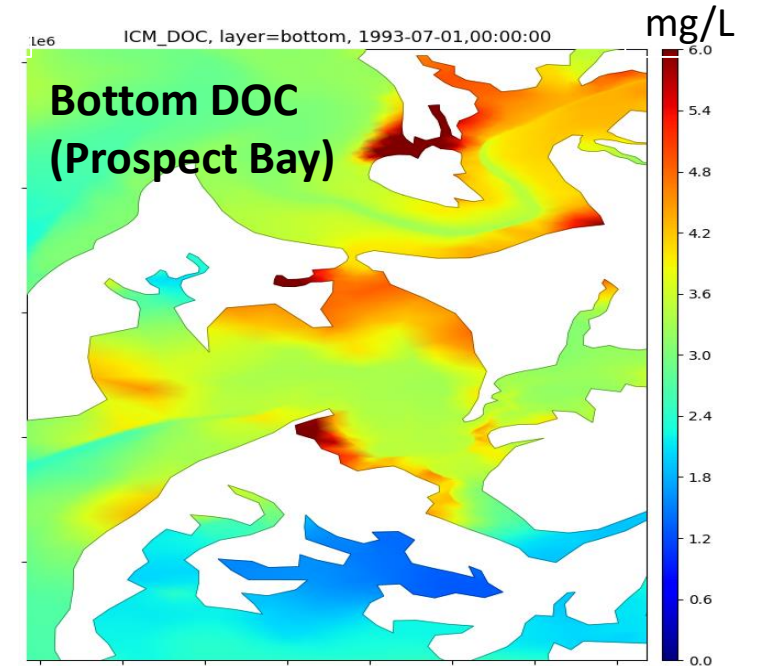 mg/L
1e6
ICM_DOC, layer=bottom, 1993-07-01,00:00:00
Bottom DOC
(Prospect Bay)
6.0
5.4
4.8
4.2
3.6
3.0
2.4
1.8
1.2
0.6
0.0